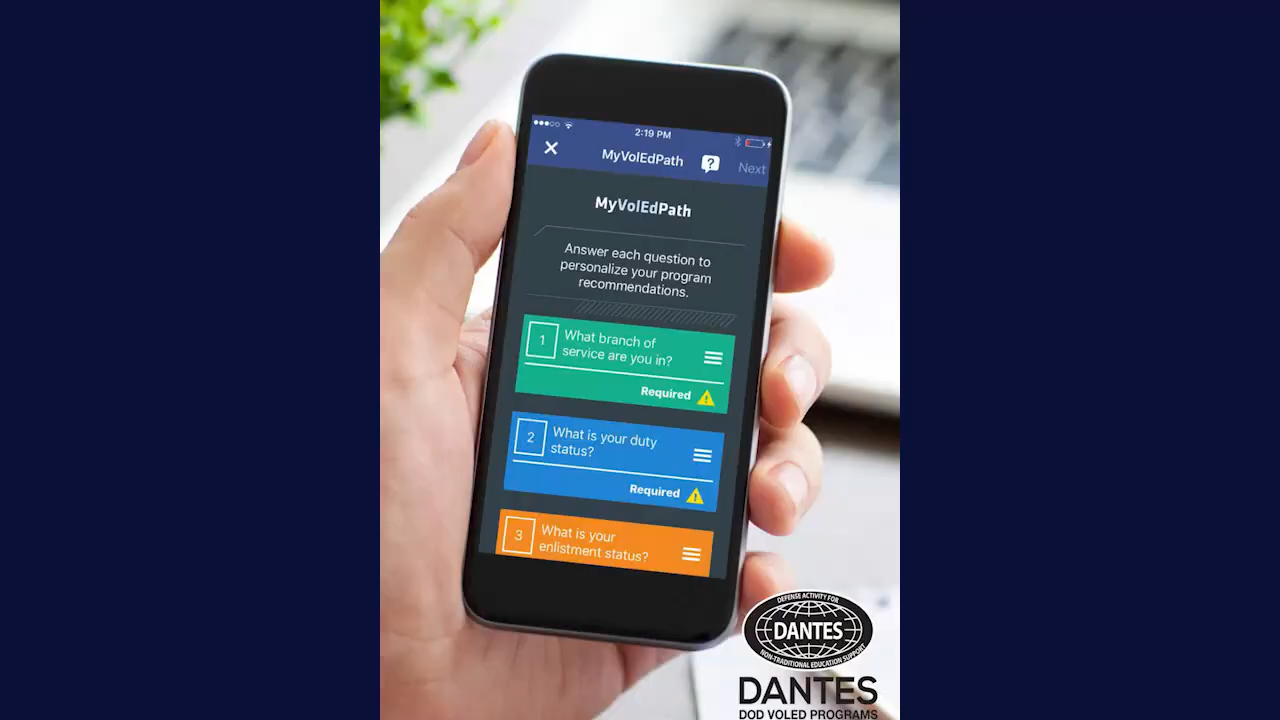 2:19 PM
MyVolEdPath
Next
MyVolEdPath
Answer each question to
personalize your program
recommendations.
1
What branch of
service are you in?
Required
2
What is your duty
status?
Required
3
What is your
enlistment status?
DEFENSE ACTIVITY FOR
DANTES
NON-TRADITIONAL EDUCATION SUPPORT
DANTES
DOD VOLED PROGRAMS